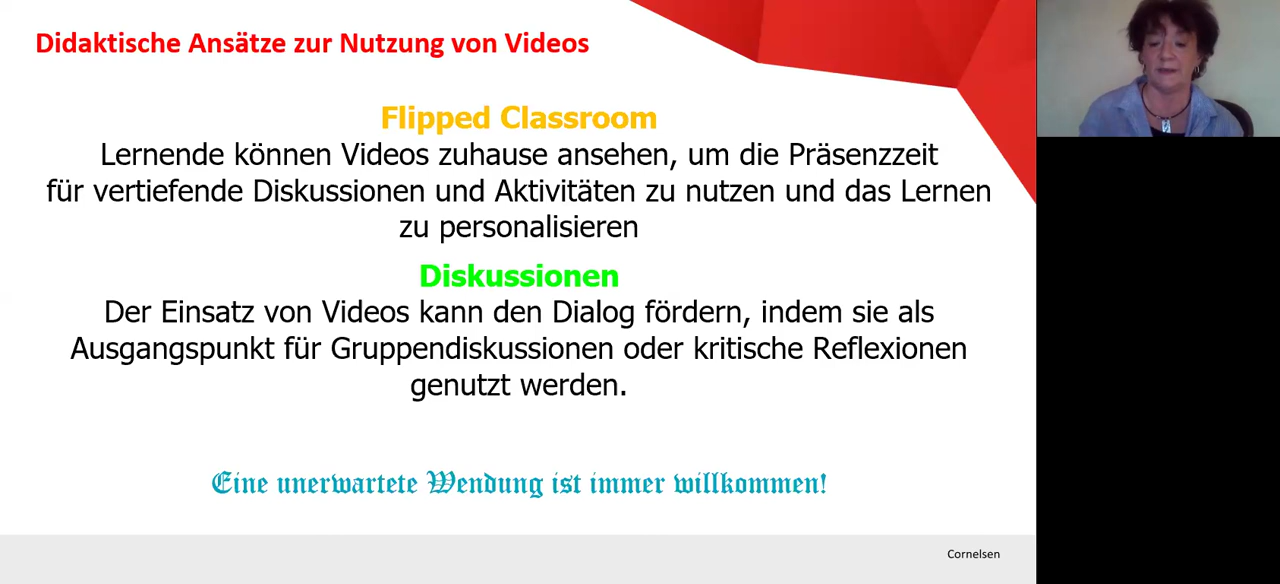 Didaktische Ansätze zur Nutzung von Videos
Flipped Classroom
Lernende können Videos zuhause ansehen, um die Präsenzzeit
für vertiefende Diskussionen und Aktivitäten zu nutzen und das Lernen
zu personalisieren
Diskussionen
Der Einsatz von Videos kann den Dialog fördern, indem sie als
Ausgangspunkt für Gruppendiskussionen oder kritische Reflexionen
genutzt werden.
Eine unerwartete Wendung ist immer willkommen!
Cornelsen